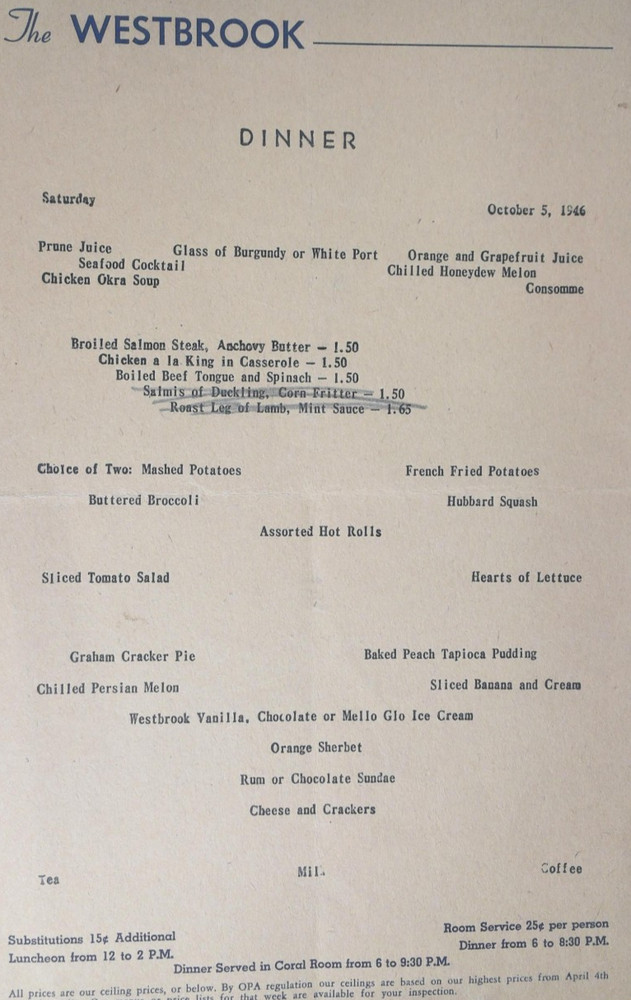 The WESTBROOK
DINNER
Saturday
October 5, 1946
Prune Juice Glass of Burgundy or White Port Orange and Grapefruit Juice
Seafood Cocktail Chilled Honeydew Melon
Chicken Okra Soup Consomme
Broiled Salmon Steak, Anchovy Butter — 1.50
Chicken a la King in Casserole — 1.50
Boiled Beef Tongue and Spinach — 1.50
Salmis of Duckling, Corn Fritter — 1.50
Roast Leg of Lamb, Mint Sauce — 1.65
Choice of Two: Mashed Potatoes French Fried Potatoes
Buttered Broccoli Hubbard Squash
Assorted Hot Rolls
Sliced Tomato Salad Hearts of Lettuce
Graham Cracker Pie Baked Peach Tapioca Pudding
Chilled Persian Melon Sliced Banana and Cream
Westbrook Vanilla, Chocolate or Mello Glo Ice Cream
Orange Sherbet
Rum or Chocolate Sundae
Cheese and Crackers
Tea Milk Coffee
Substitutions 15¢ Additional Room Service 25¢ per person
Luncheon from 12 to 2 P.M. Dinner from 6 to 8:30 P.M.
Dinner Served in Coral Room from 6 to 9:30 P.M.
All prices are our ceiling prices, or below. By OPA regulation our ceilings are based on our highest prices from April 4th
price lists for that week are available for your inspection.